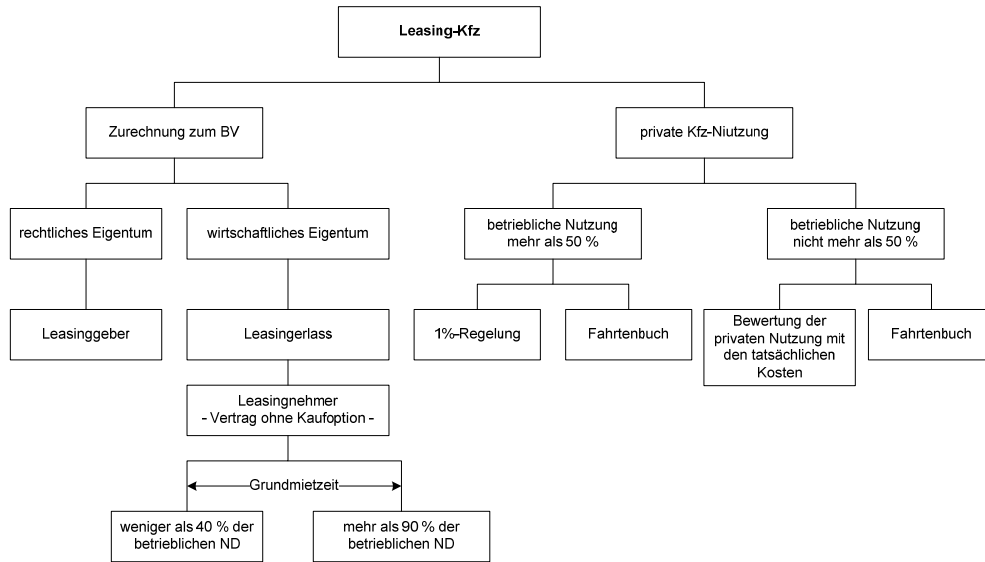 Leasing-Kfz
Zurechnung zum BV
private Kfz-Niutzung
rechtliches Eigentum
wirtschaftliches Eigentum
betriebliche Nutzung
mehr als 50 %
betriebliche Nutzung
nicht mehr als 50 %
Leasinggeber
Leasingerlass
1%-Regelung
Fahrtenbuch
Bewertung der
privaten Nutzung mit
den tatsächlichen
Kosten
Fahrtenbuch
Leasingnehmer
- Vertrag ohne Kaufoption -
Grundmietzeit
weniger als 40 % der
betrieblichen ND
mehr als 90 % der
betrieblichen ND